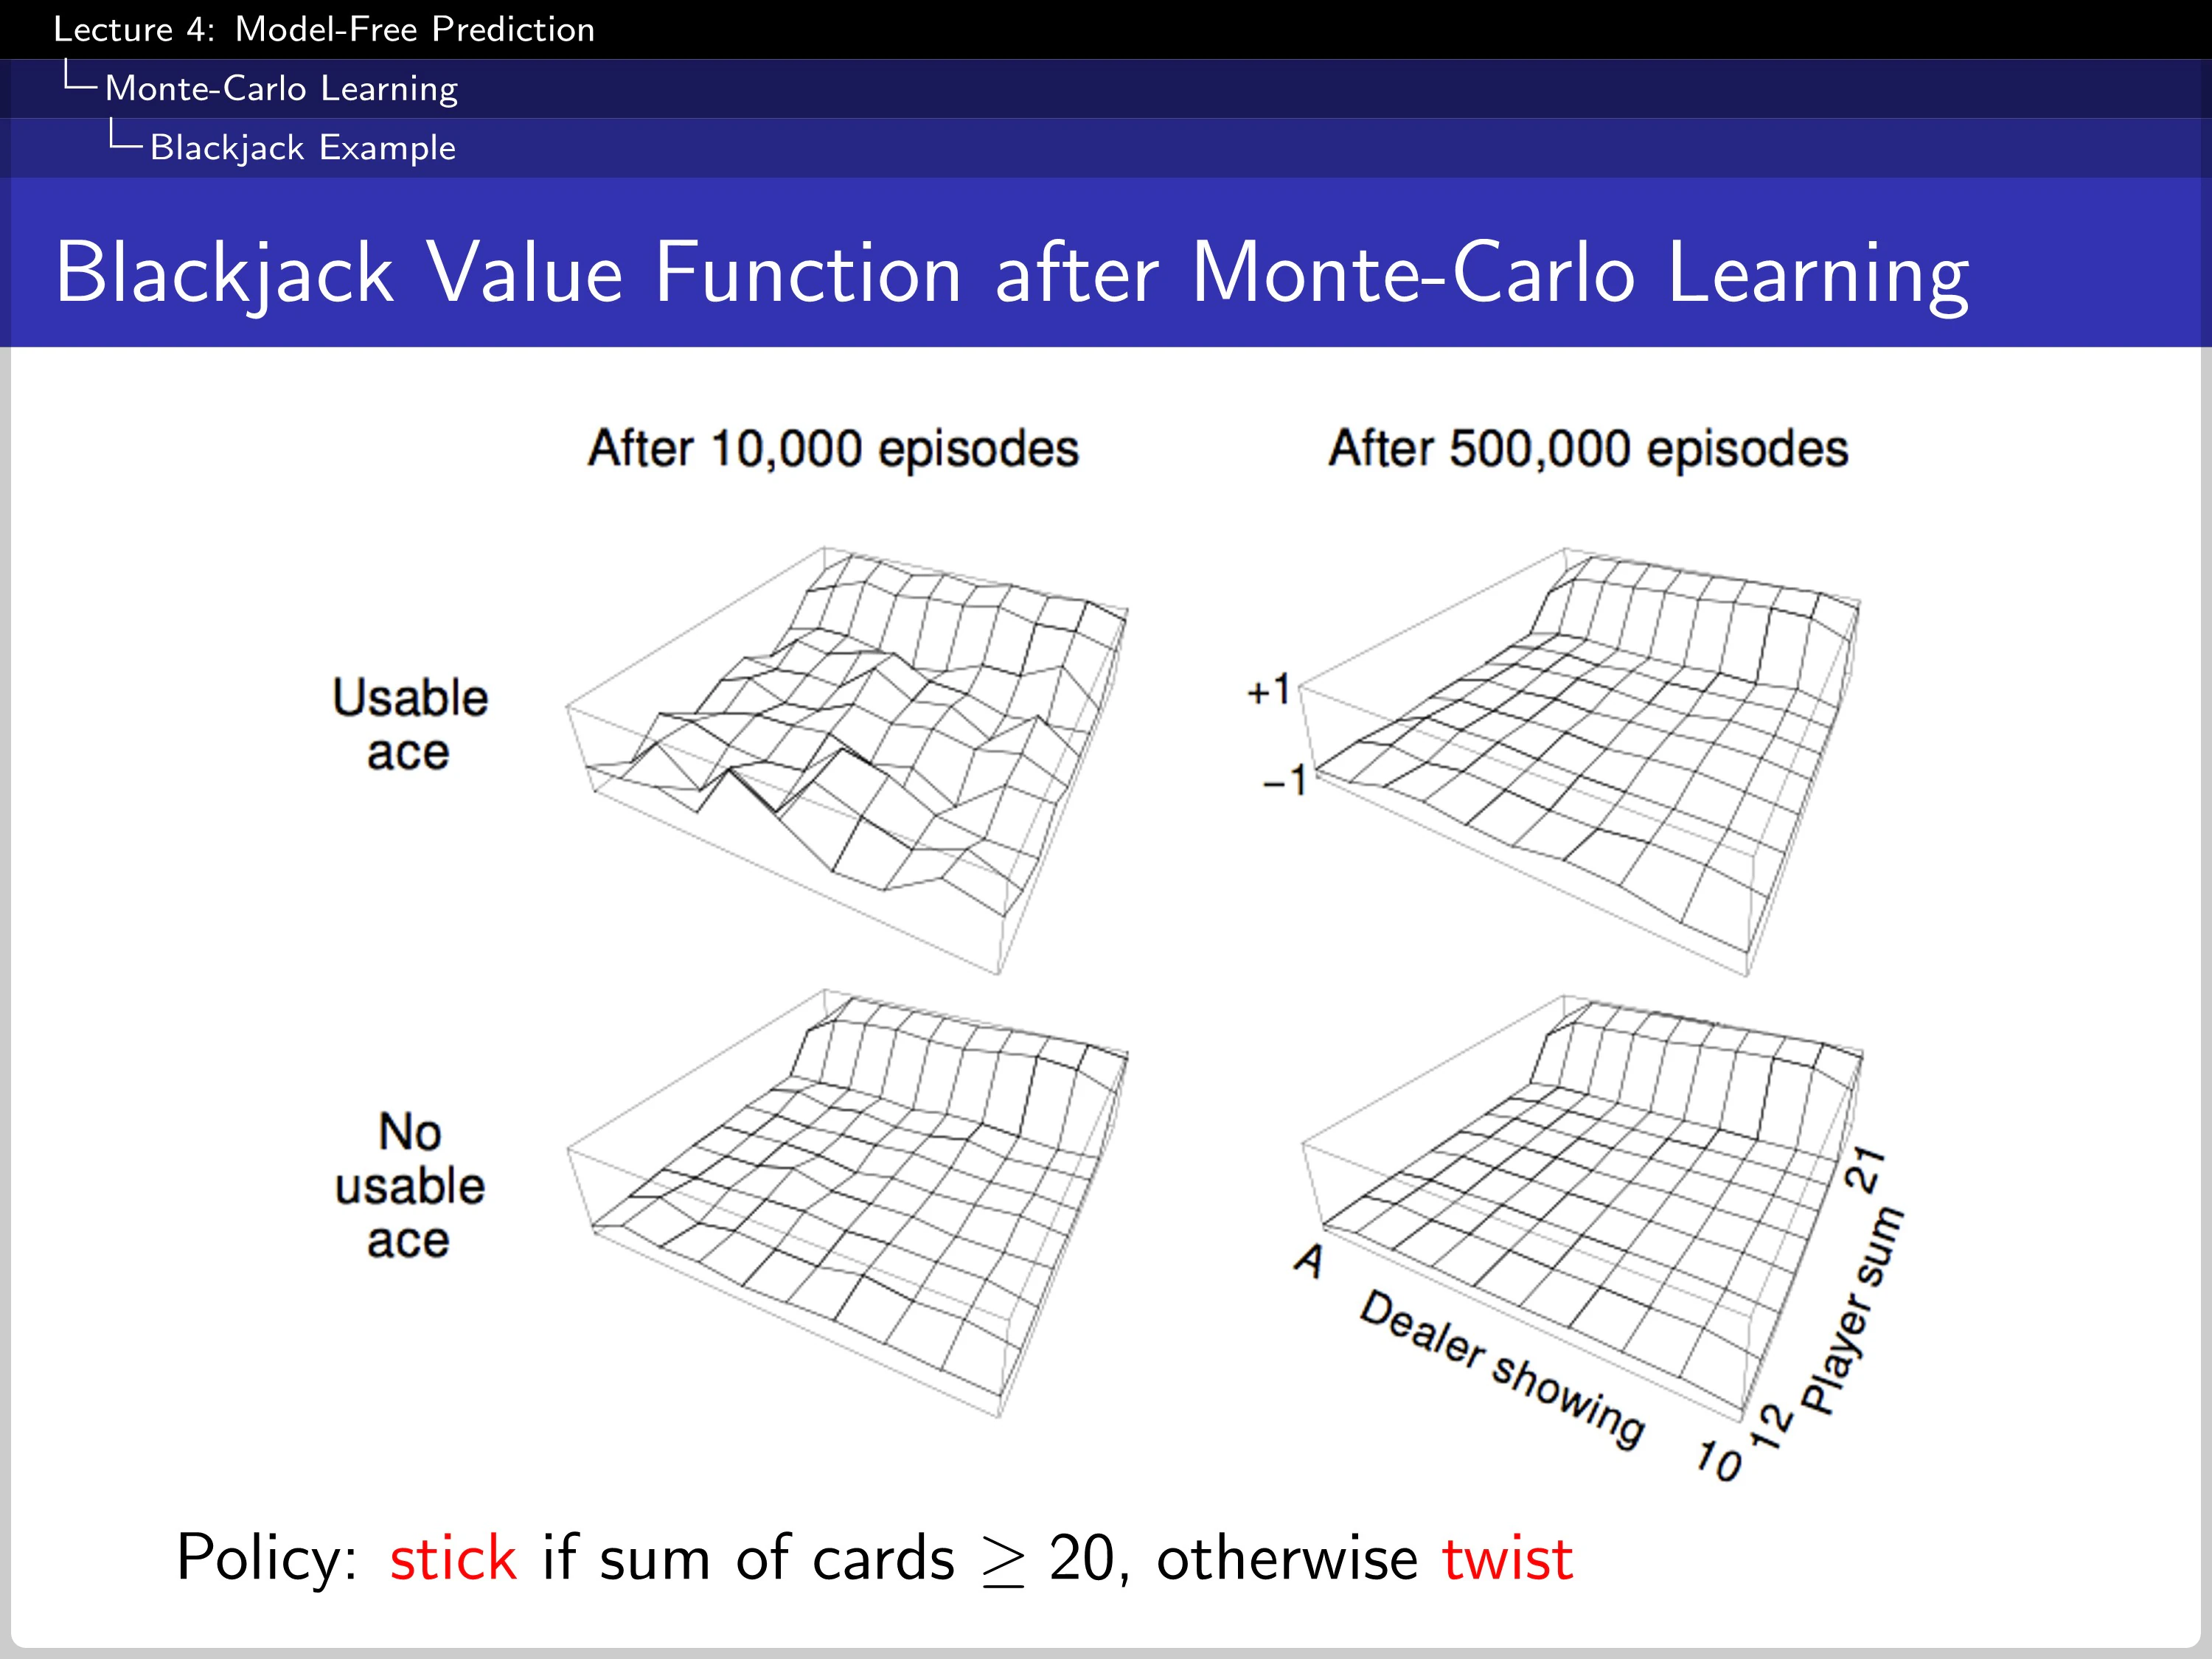 Lecture 4: Model-Free Prediction
Monte-Carlo Learning
Blackjack Example
Blackjack Value Function after Monte-Carlo Learning
After 10,000 episodes
After 500,000 episodes
Usable
ace
+1
−1
No
usable
ace
A
Dealer showing
10
12
Player sum
21
Policy: stick if sum of cards ≥ 20, otherwise twist